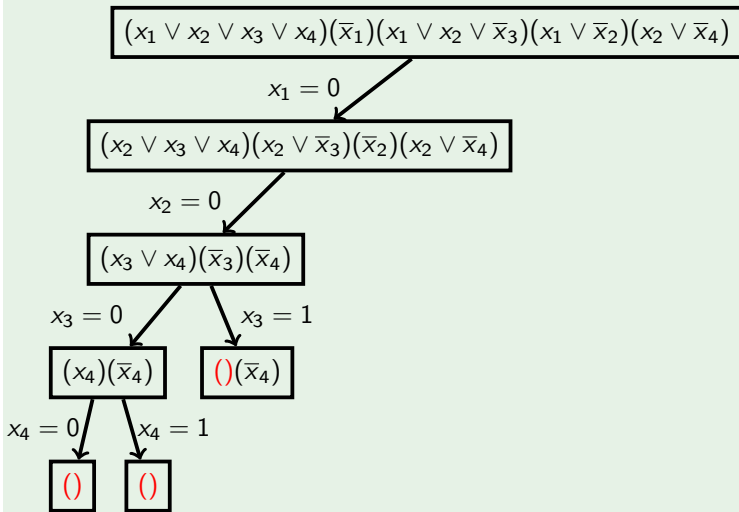 (x₁ ∨ x₂ ∨ x₃ ∨ x₄)(x̅₁)(x₁ ∨ x₂ ∨ x̅₃)(x₁ ∨ x̅₂)(x₂ ∨ x̅₄)
x₁ = 0
(x₂ ∨ x₃ ∨ x₄)(x₂ ∨ x̅₃)(x̅₂)(x₂ ∨ x̅₄)
x₂ = 0
(x₃ ∨ x₄)(x̅₃)(x̅₄)
x₃ = 0 x₃ = 1
(x₄)(x̅₄) ()(x̅₄)
x₄ = 0 x₄ = 1
() ()